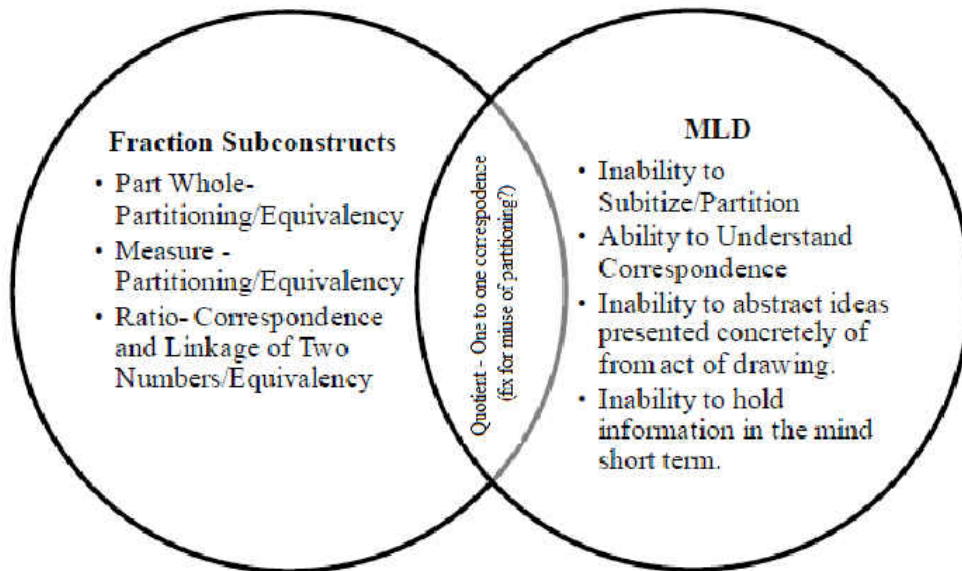 Fraction Subconstructs
• Part Whole-
Partitioning/Equivalency
• Measure -
Partitioning/Equivalency
• Ratio- Correspondence
and Linkage of Two
Numbers/Equivalency
Quotient - One to one correspodence
(fix for miuse of partitioning?)
MLD
• Inability to
Subitize/Partition
• Ability to Understand
Correspondence
• Inability to abstract ideas
presented concretely of
from act of drawing.
• Inability to hold
information in the mind
short term.